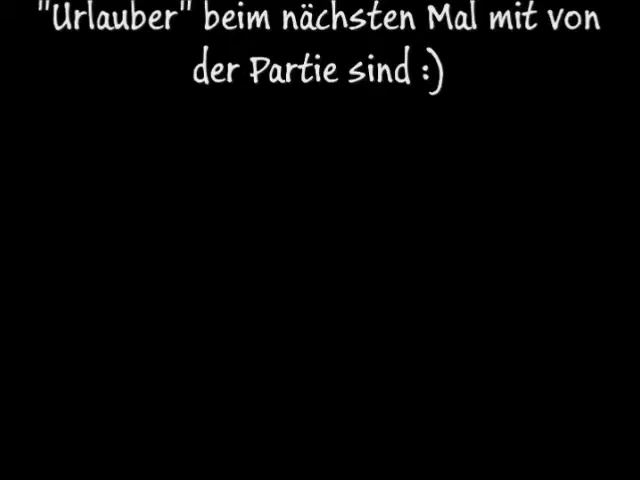 "Urlauber" beim nächsten Mal mit von
der Partie sind :)